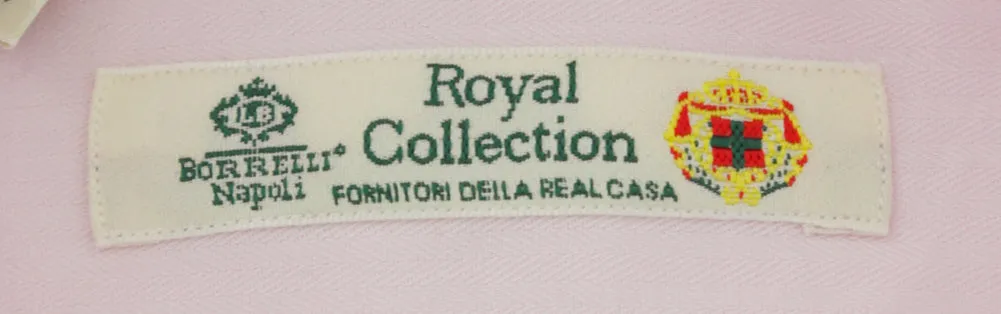 LB
BORRELLI
Napoli
Royal
Collection
FORNITORI DELLA REAL CASA